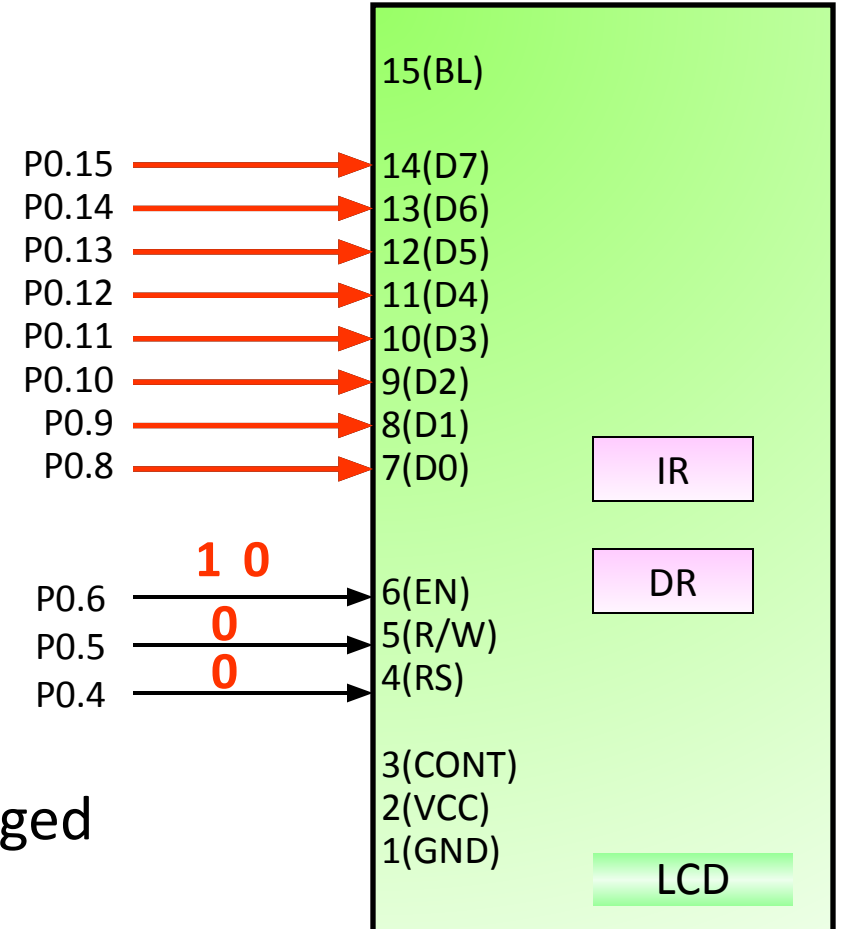 15(BL)
P0.15 14(D7)
P0.14 13(D6)
P0.13 12(D5)
P0.12 11(D4)
P0.11 10(D3)
P0.10 9(D2)
P0.9 8(D1)
P0.8 7(D0)
IR
1 0
P0.6 6(EN)
DR
0
P0.5 5(R/W)
0
P0.4 4(RS)
3(CONT)
ged
2(VCC)
1(GND)
LCD